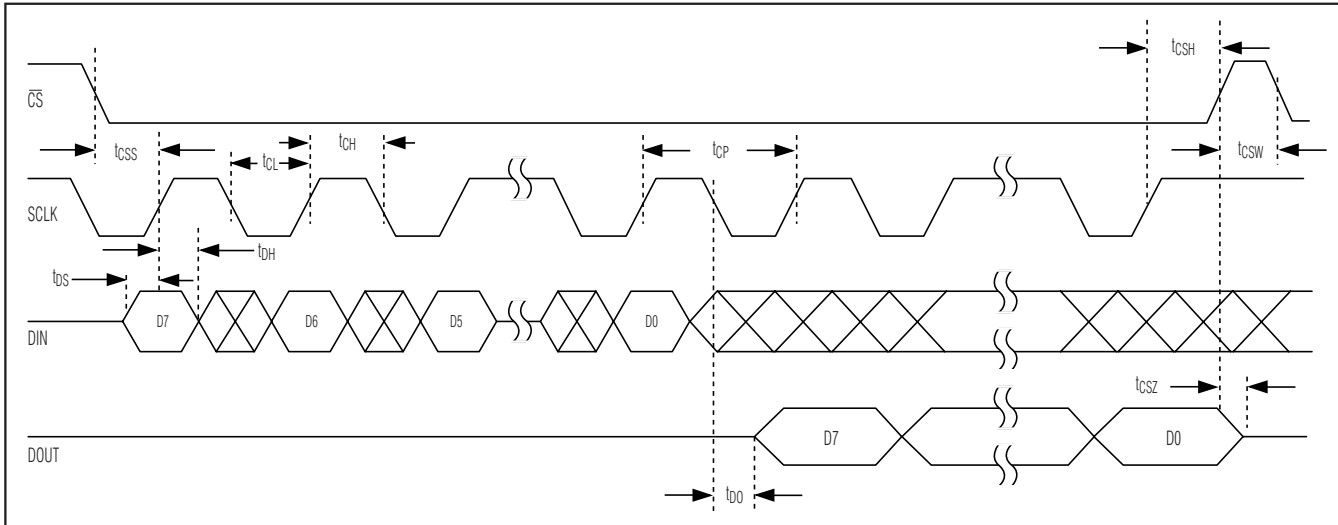 tCSH
CS
tCSS
tCL
tCH
tCP
tCSW
SCLK
tDH
tDS
D7
D6
D5
D0
DIN
tCSZ
D7
D0
DOUT
tDO